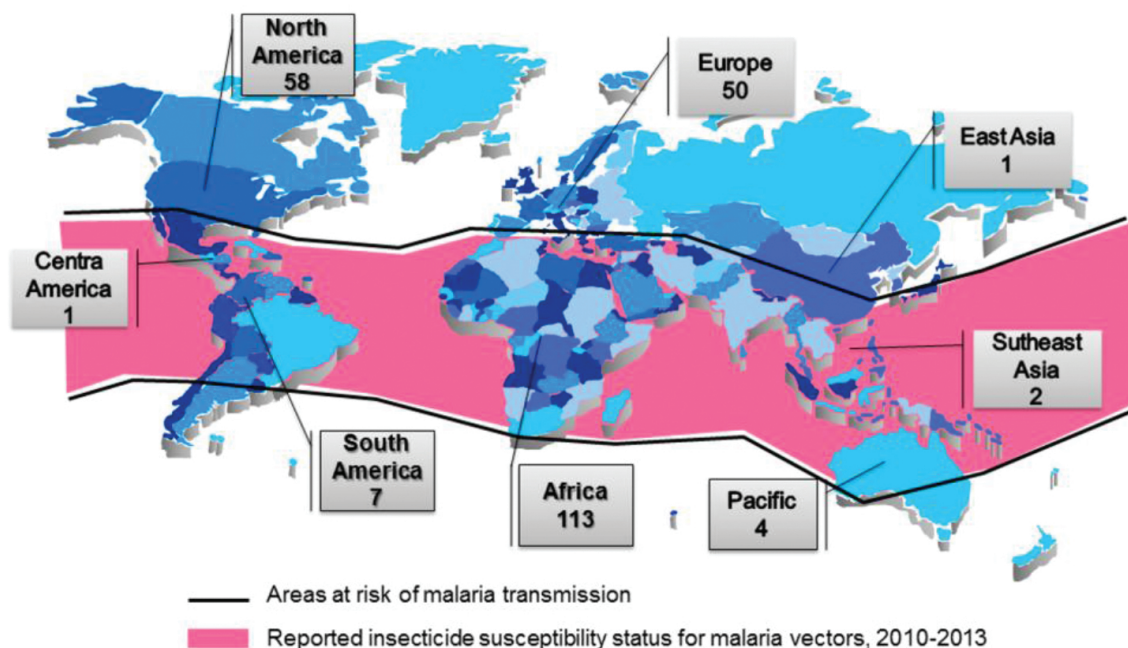 North
America
58
Europe
50
East Asia
1
Centra
America
1
Sutheast
Asia
2
South
America
7
Africa
113
Pacific
4
Areas at risk of malaria transmission
Reported insecticide susceptibility status for malaria vectors, 2010-2013